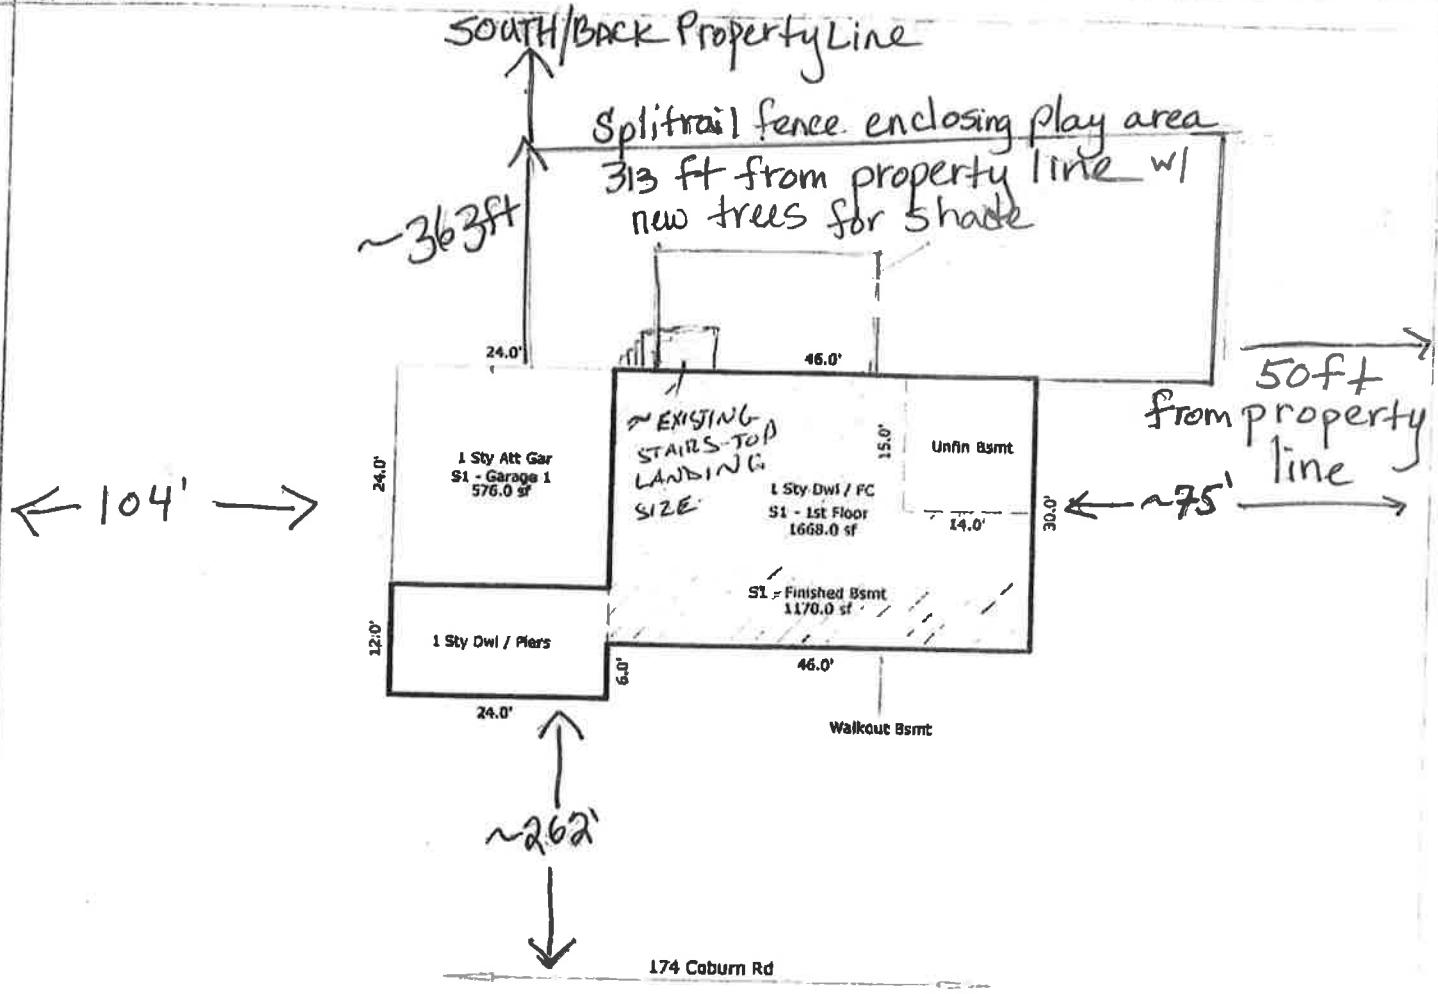 SOUTH/BACK Property Line
Splitrail fence enclosing play area
313 ft from property line w/
new trees for shade
~363ft
24.0'
46.0'
50ft
from property
line
~ EXISTING
STAIRS-TOP
LANDING
SIZE.
15.0'
Unfin Bsmt
24.0'
1 Sty Att Gar
S1 - Garage 1
576.0 sf
1 Sty Dwl / FC
S1 - 1st Floor
1668.0 sf
14.0'
30.0'
104'
~75'
S1 - Finished Bsmt
1170.0 sf
12.0'
1 Sty Dwl / Piers
6.0'
46.0'
24.0'
Walkout Bsmt
~262'
174 Coburn Rd